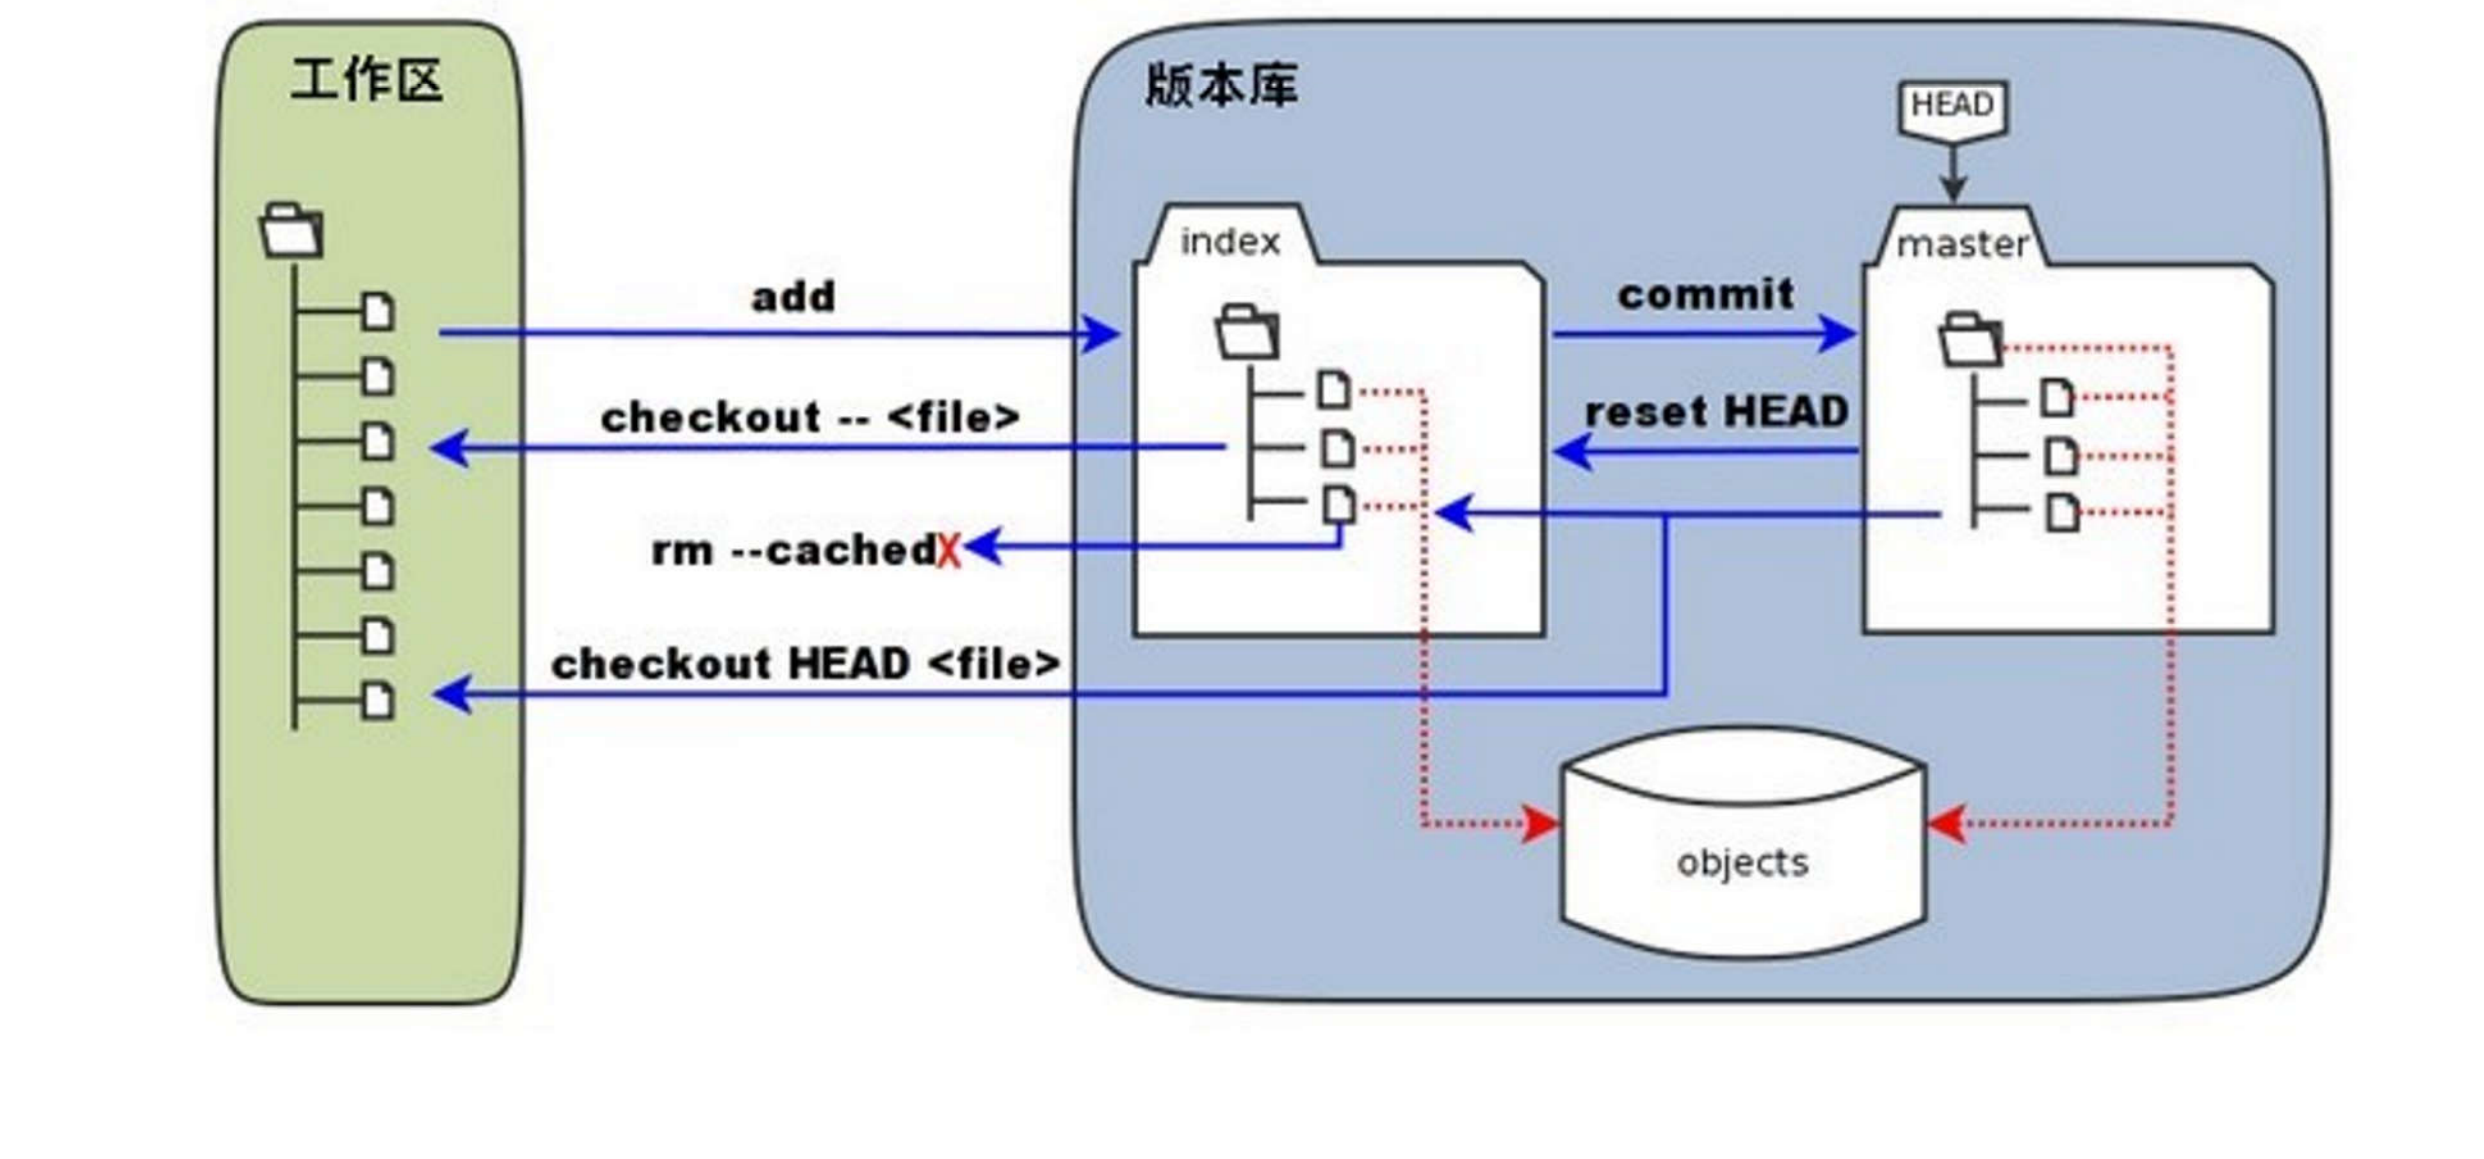 工作区
版本库
HEAD
index
master
add
commit
checkout -- <file>
reset HEAD
rm --cachedX
checkout HEAD <file>
objects